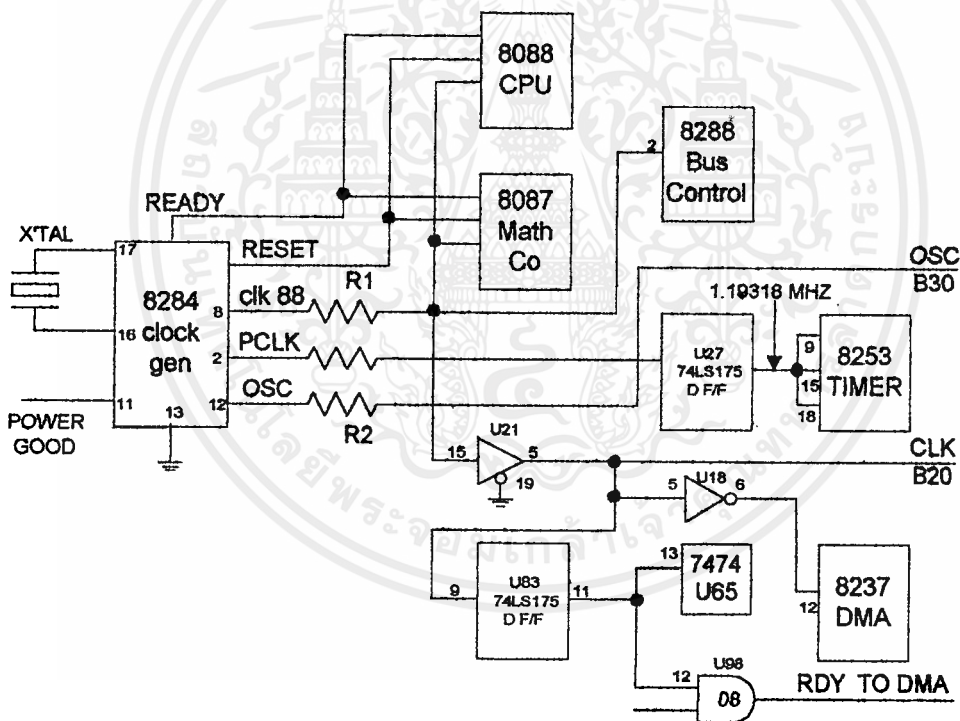 8088
CPU
8288
Bus
Control
2
8087
Math
Co
READY
X'TAL
17
RESET
OSC
B30
8284
clock
gen
8
clk 88
R1
1.19318 MHZ
16
2
PCLK
U27
74LS175
D F/F
9
15
18
8253
TIMER
OSC
12
R2
11
13
POWER
GOOD
U21
15
5
19
CLK
B20
U18
5
6
9
U83
74LS175
D F/F
11
13
7474
U65
12
8237
DMA
U98
12
08
RDY TO DMA